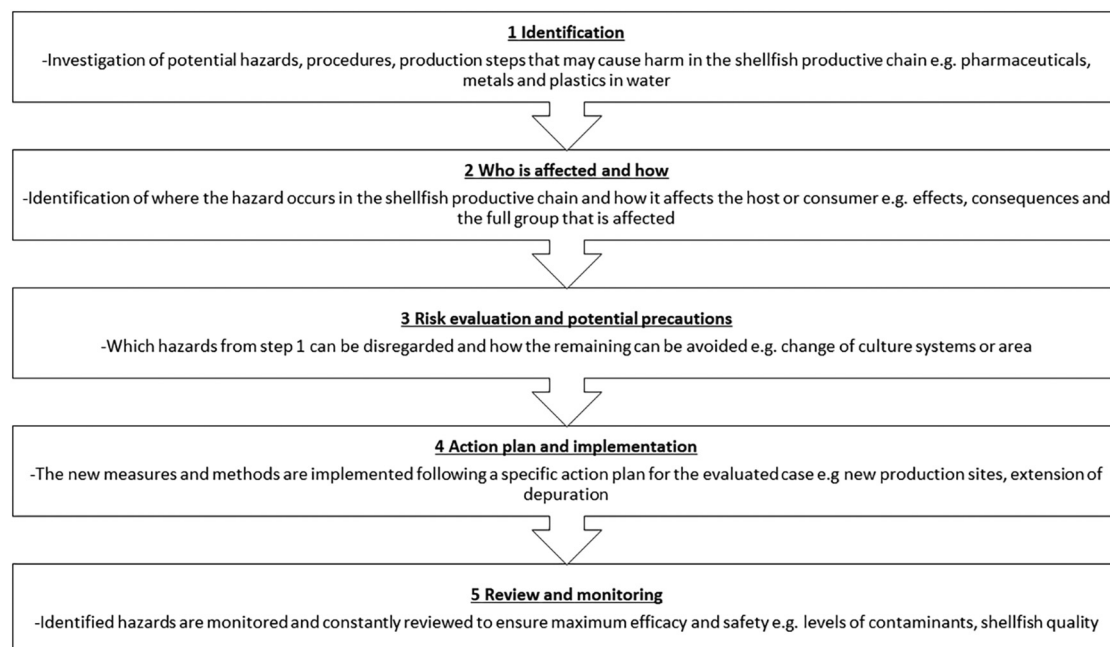 1 Identification
-Investigation of potential hazards, procedures, production steps that may cause harm in the shellfish productive chain e.g. pharmaceuticals,
metals and plastics in water
2 Who is affected and how
-Identification of where the hazard occurs in the shellfish productive chain and how it affects the host or consumer e.g. effects, consequences and
the full group that is affected
3 Risk evaluation and potential precautions
-Which hazards from step 1 can be disregarded and how the remaining can be avoided e.g. change of culture systems or area
4 Action plan and implementation
-The new measures and methods are implemented following a specific action plan for the evaluated case e.g new production sites, extension of
depuration
5 Review and monitoring
-Identified hazards are monitored and constantly reviewed to ensure maximum efficacy and safety e.g. levels of contaminants, shellfish quality